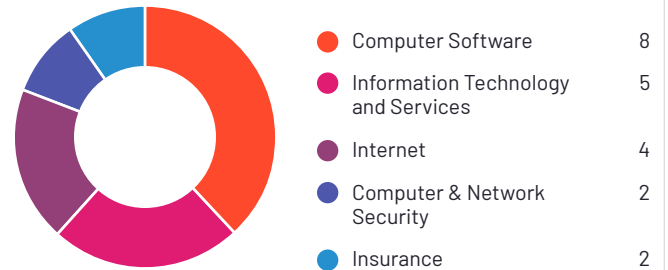 Computer Software 8
Information Technology 5
and Services
Internet 4
Computer & Network 2
Security
Insurance 2